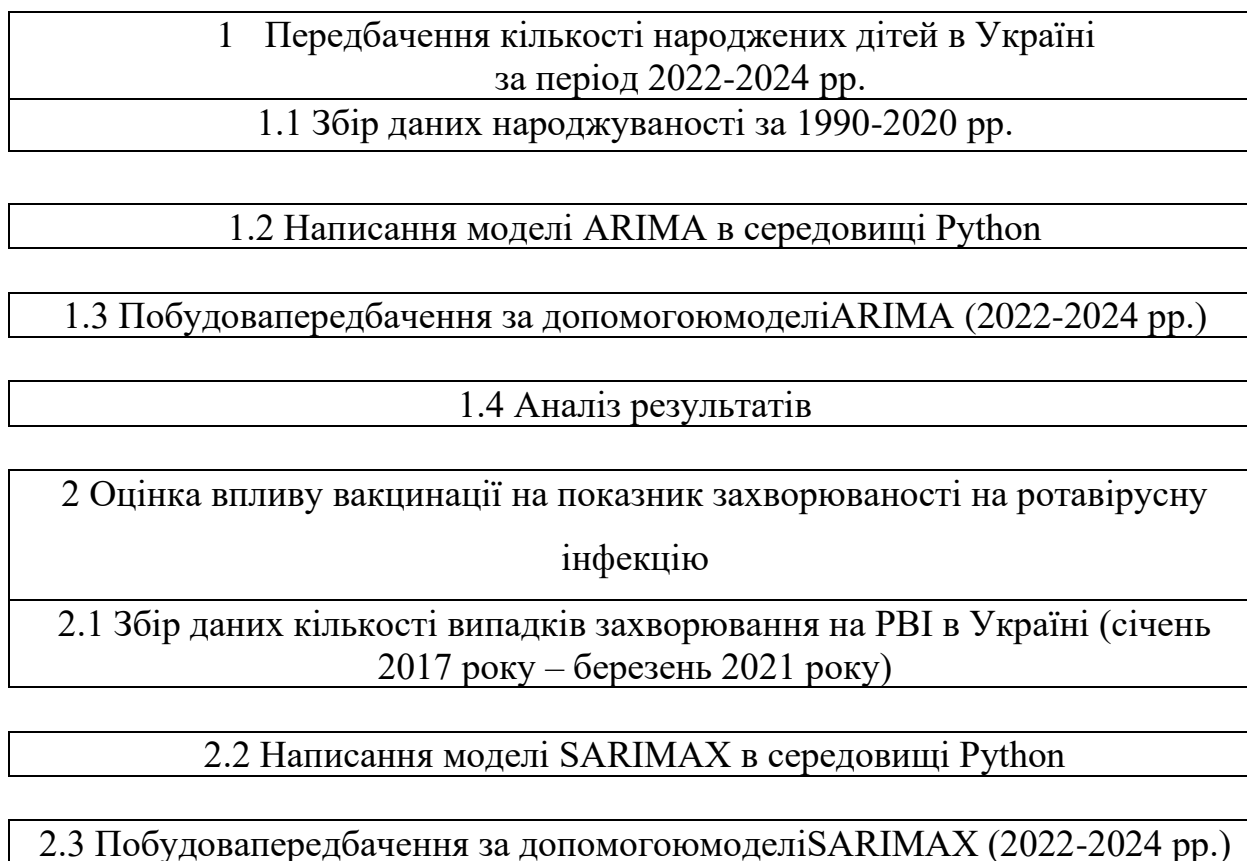 1 Передбачення кількості народжених дітей в Україні
за період 2022-2024 рр.
1.1 Збір даних народжуваності за 1990-2020 рр.
1.2 Написання моделі ARIMA в середовищі Python
1.3 Побудовапередбачення за допомогоюмоделіARIMA (2022-2024 рр.)
1.4 Аналіз результатів
2 Оцінка впливу вакцинації на показник захворюваності на ротавірусну
інфекцію
2.1 Збір даних кількості випадків захворювання на РВІ в Україні (січень
2017 року – березень 2021 року)
2.2 Написання моделі SARIMAX в середовищі Python
2.3 Побудовапередбачення за допомогоюмоделіSARIMAX (2022-2024 рр.)